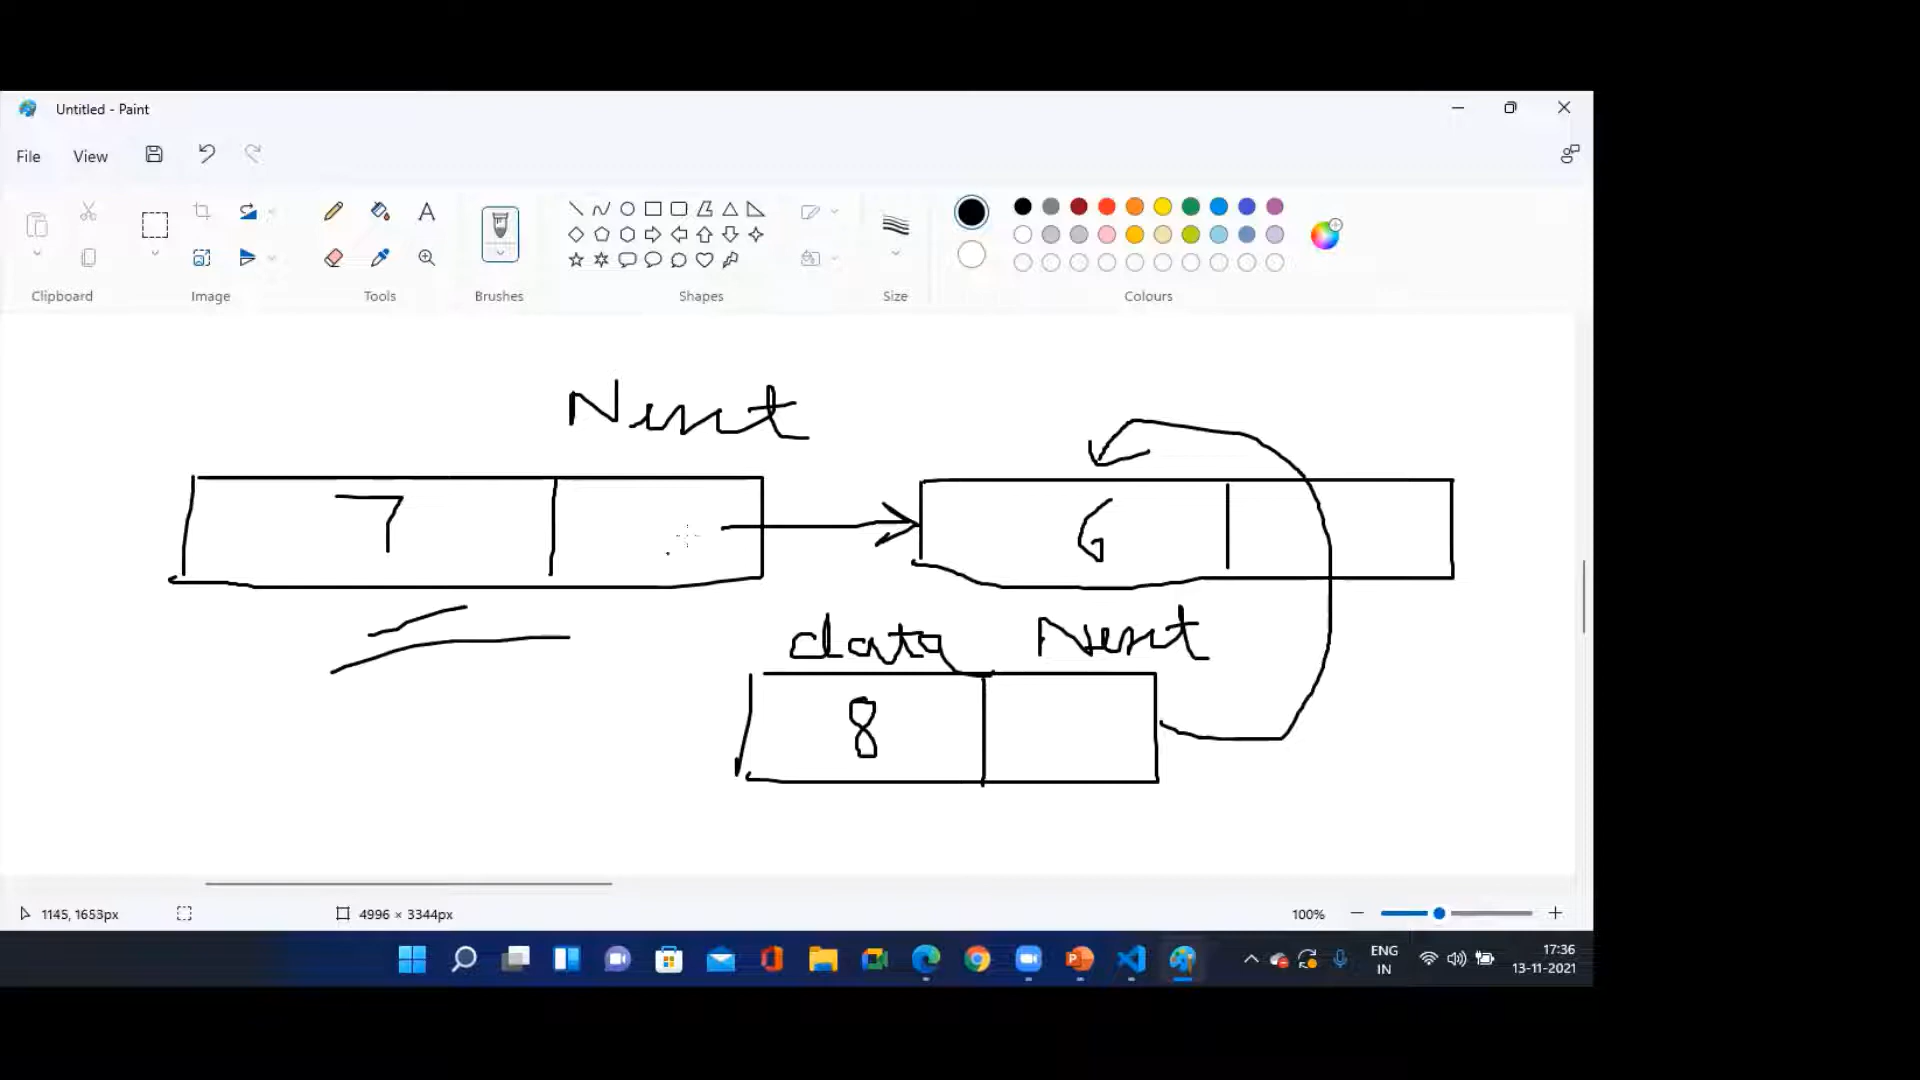 Untitled - Paint
File View
Clipboard Image Tools Brushes Shapes Size Colours
Next
7 6
data Next
8
1145, 1653px 4996 × 3344px 100%
ENG 17:36
IN 13-11-2021